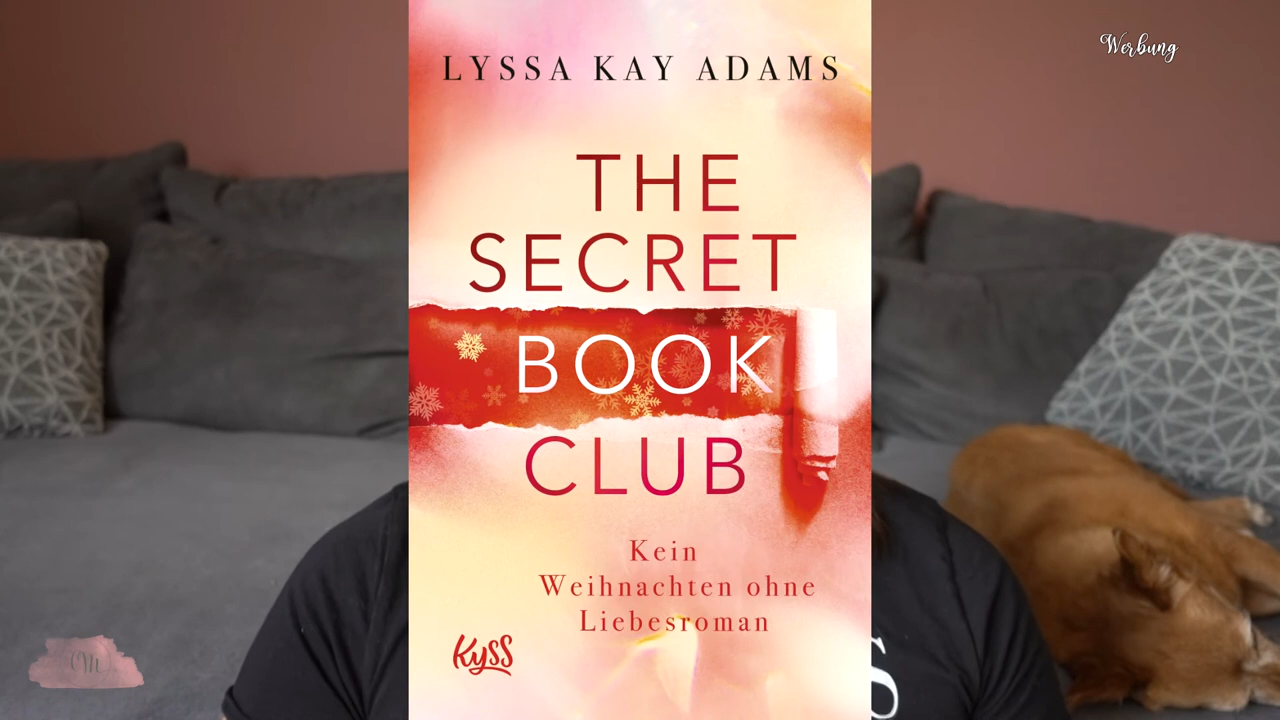 Werbung
LYSSA KAY ADAMS
THE
SECRET
BOOK
CLUB
Kein
Weihnachten ohne
Liebesroman
KySS
M